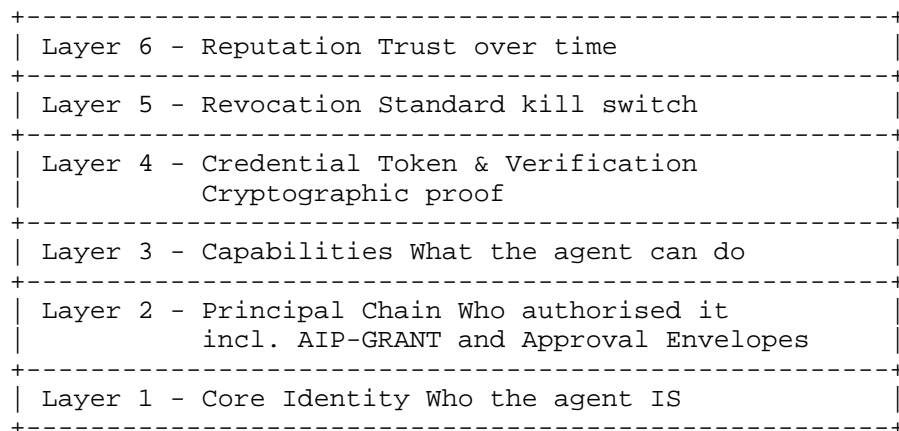 +------------------------------------------------------+
| Layer 6 - Reputation Trust over time                 |
+------------------------------------------------------+
| Layer 5 - Revocation Standard kill switch            |
+------------------------------------------------------+
| Layer 4 - Credential Token & Verification            |
|           Cryptographic proof                        |
+------------------------------------------------------+
| Layer 3 - Capabilities What the agent can do         |
+------------------------------------------------------+
| Layer 2 - Principal Chain Who authorised it          |
|           incl. AIP-GRANT and Approval Envelopes     |
+------------------------------------------------------+
| Layer 1 - Core Identity Who the agent IS             |
+------------------------------------------------------+